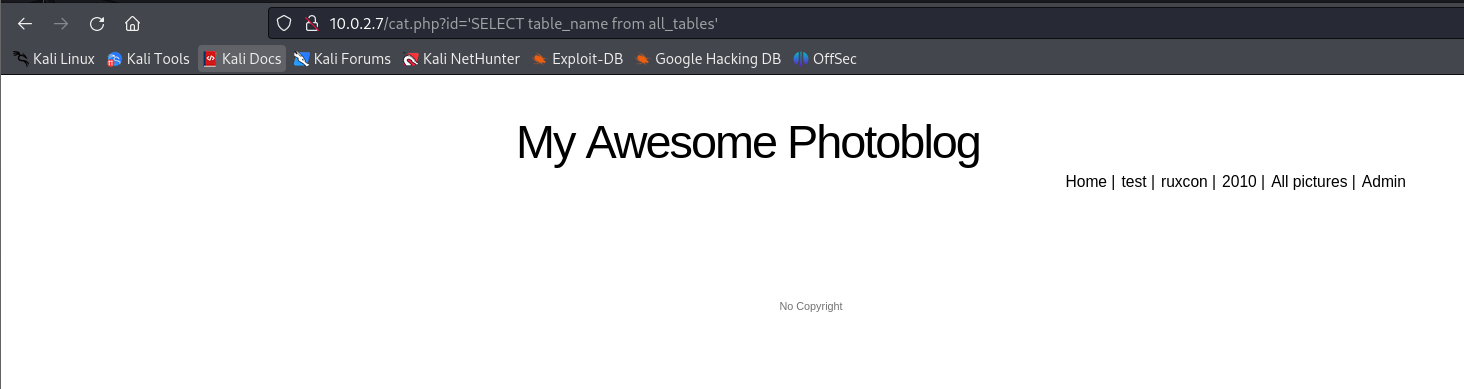 10.0.2.7/cat.php?id='SELECT table_name from all_tables'
Kali Linux Kali Tools Kali Docs Kali Forums Kali NetHunter Exploit-DB Google Hacking DB OffSec
My Awesome Photoblog
Home | test | ruxcon | 2010 | All pictures | Admin
No Copyright